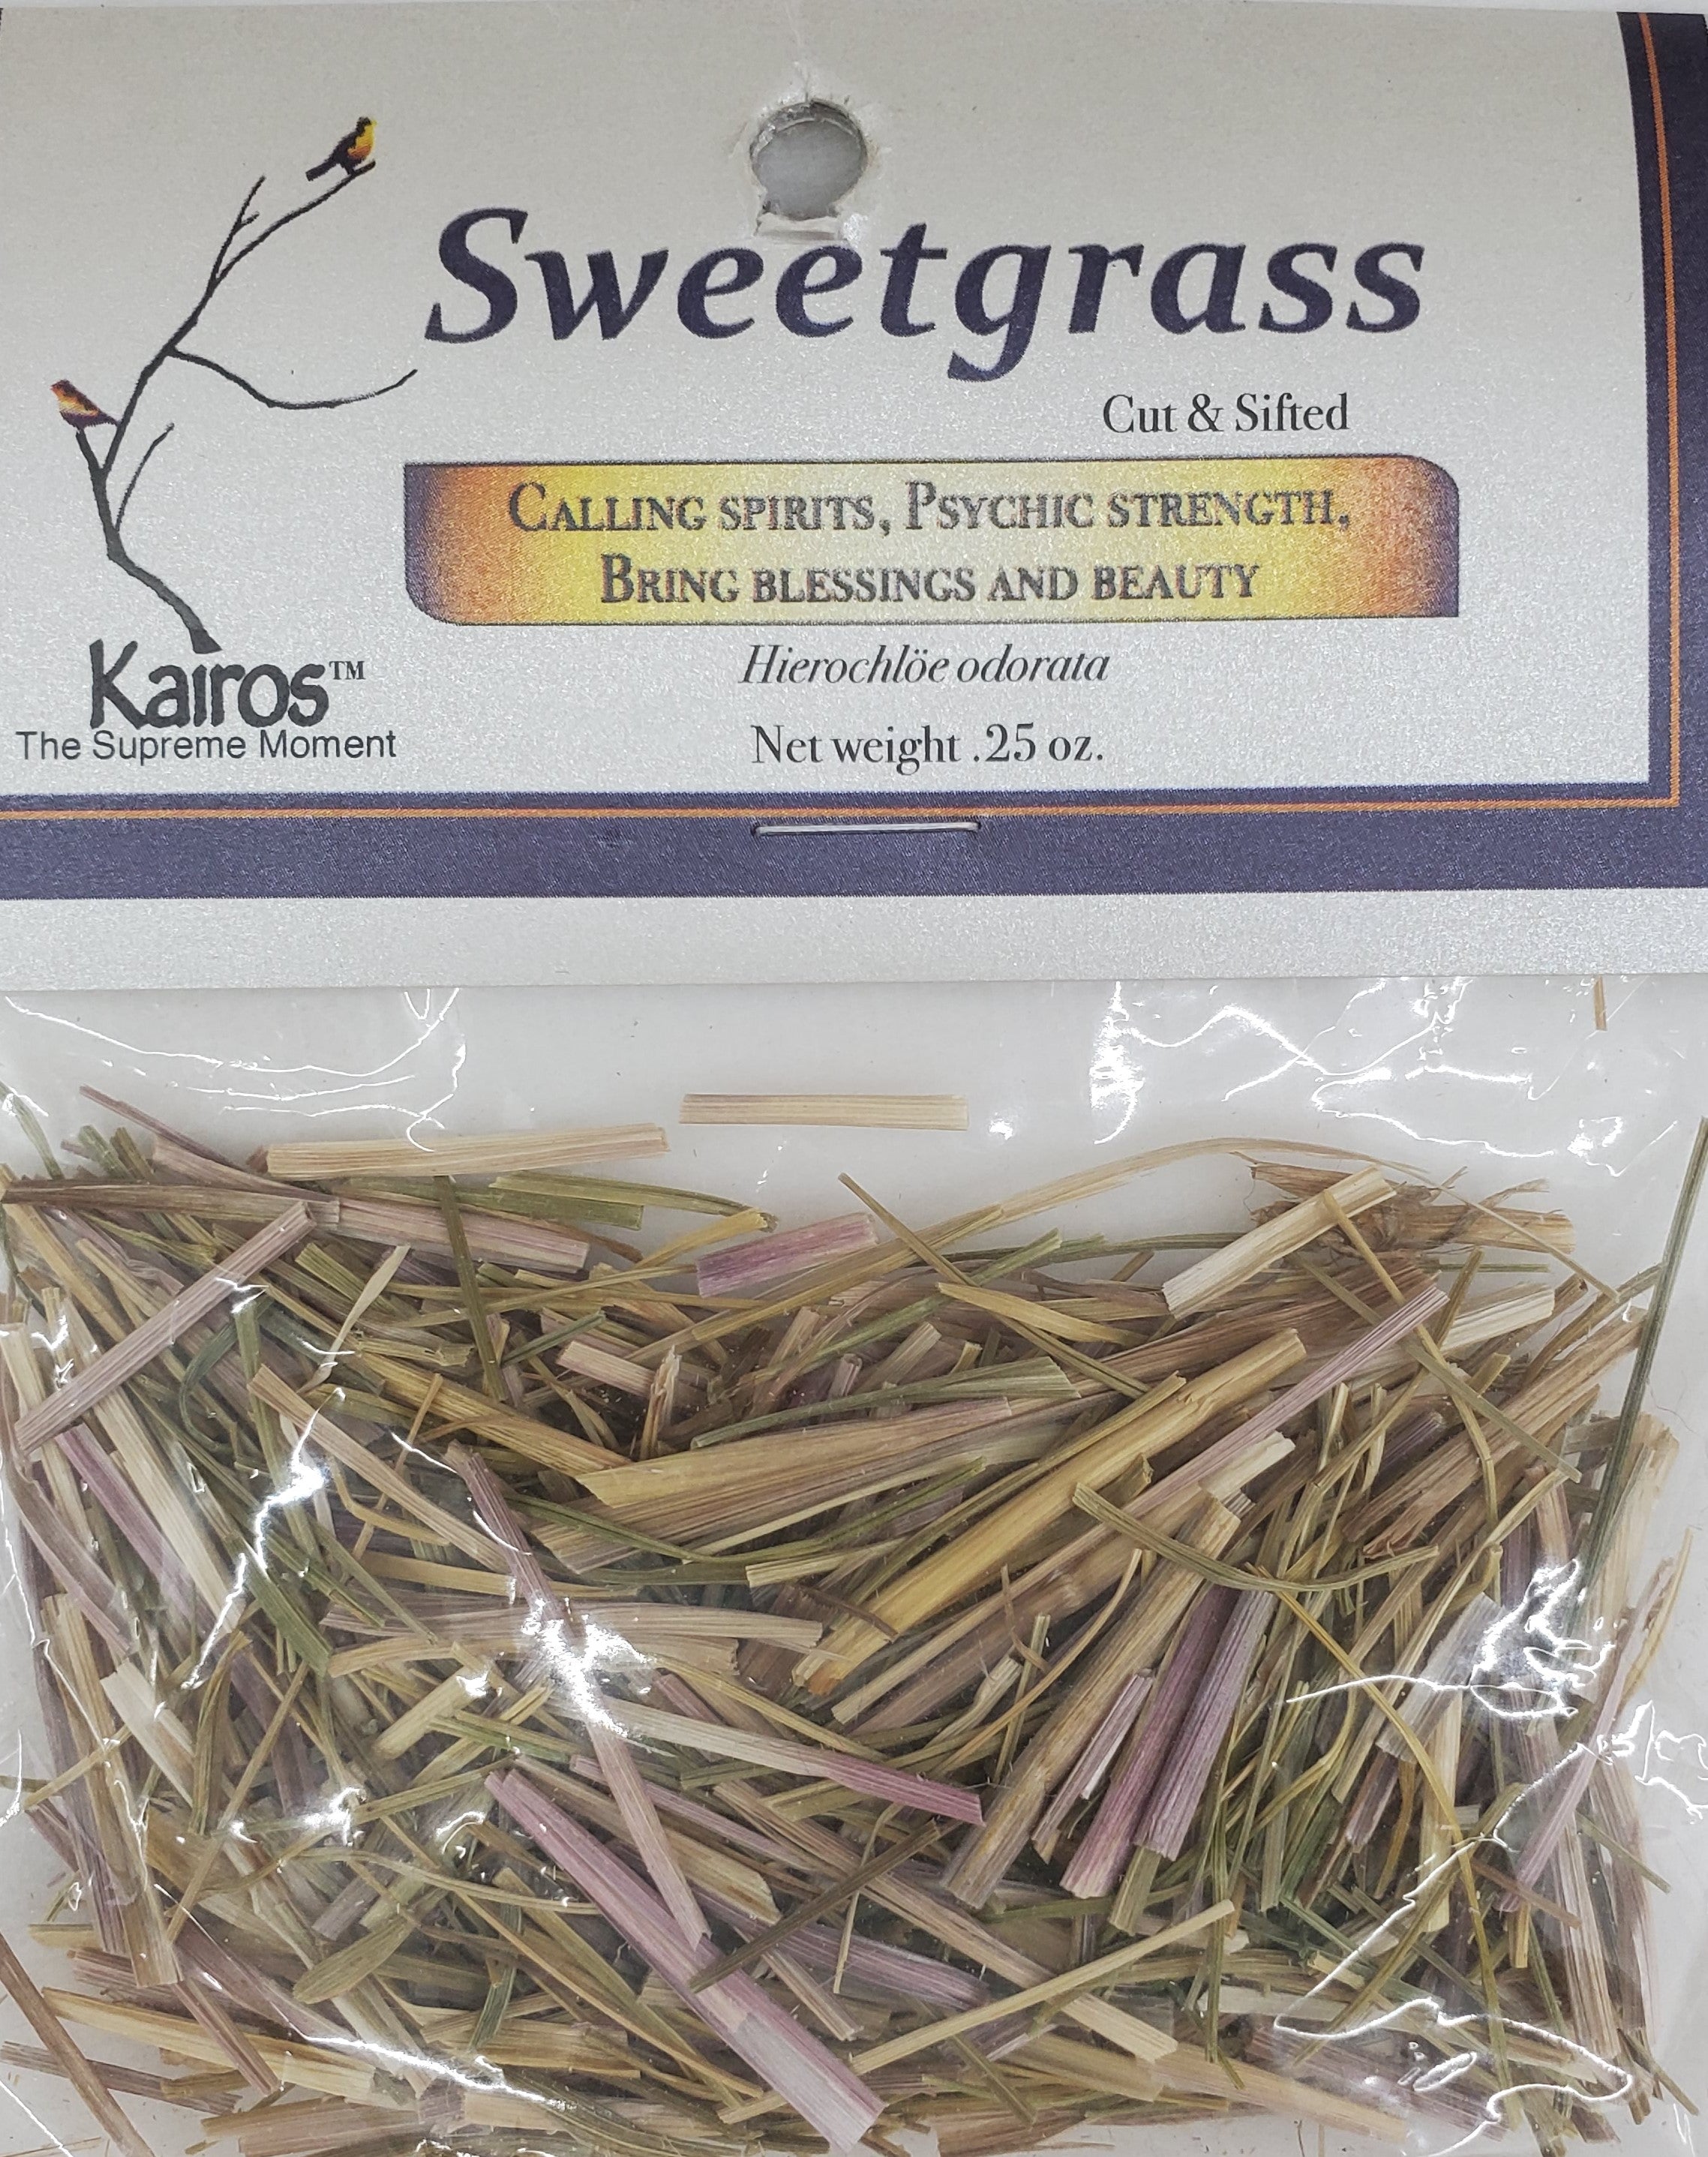 Sweetgrass
Cut & Sifted
Calling spirits, Psychic strength,
Bring blessings and beauty
Hierochlöe odorata
Net weight .25 oz.
Kairos™
The Supreme Moment